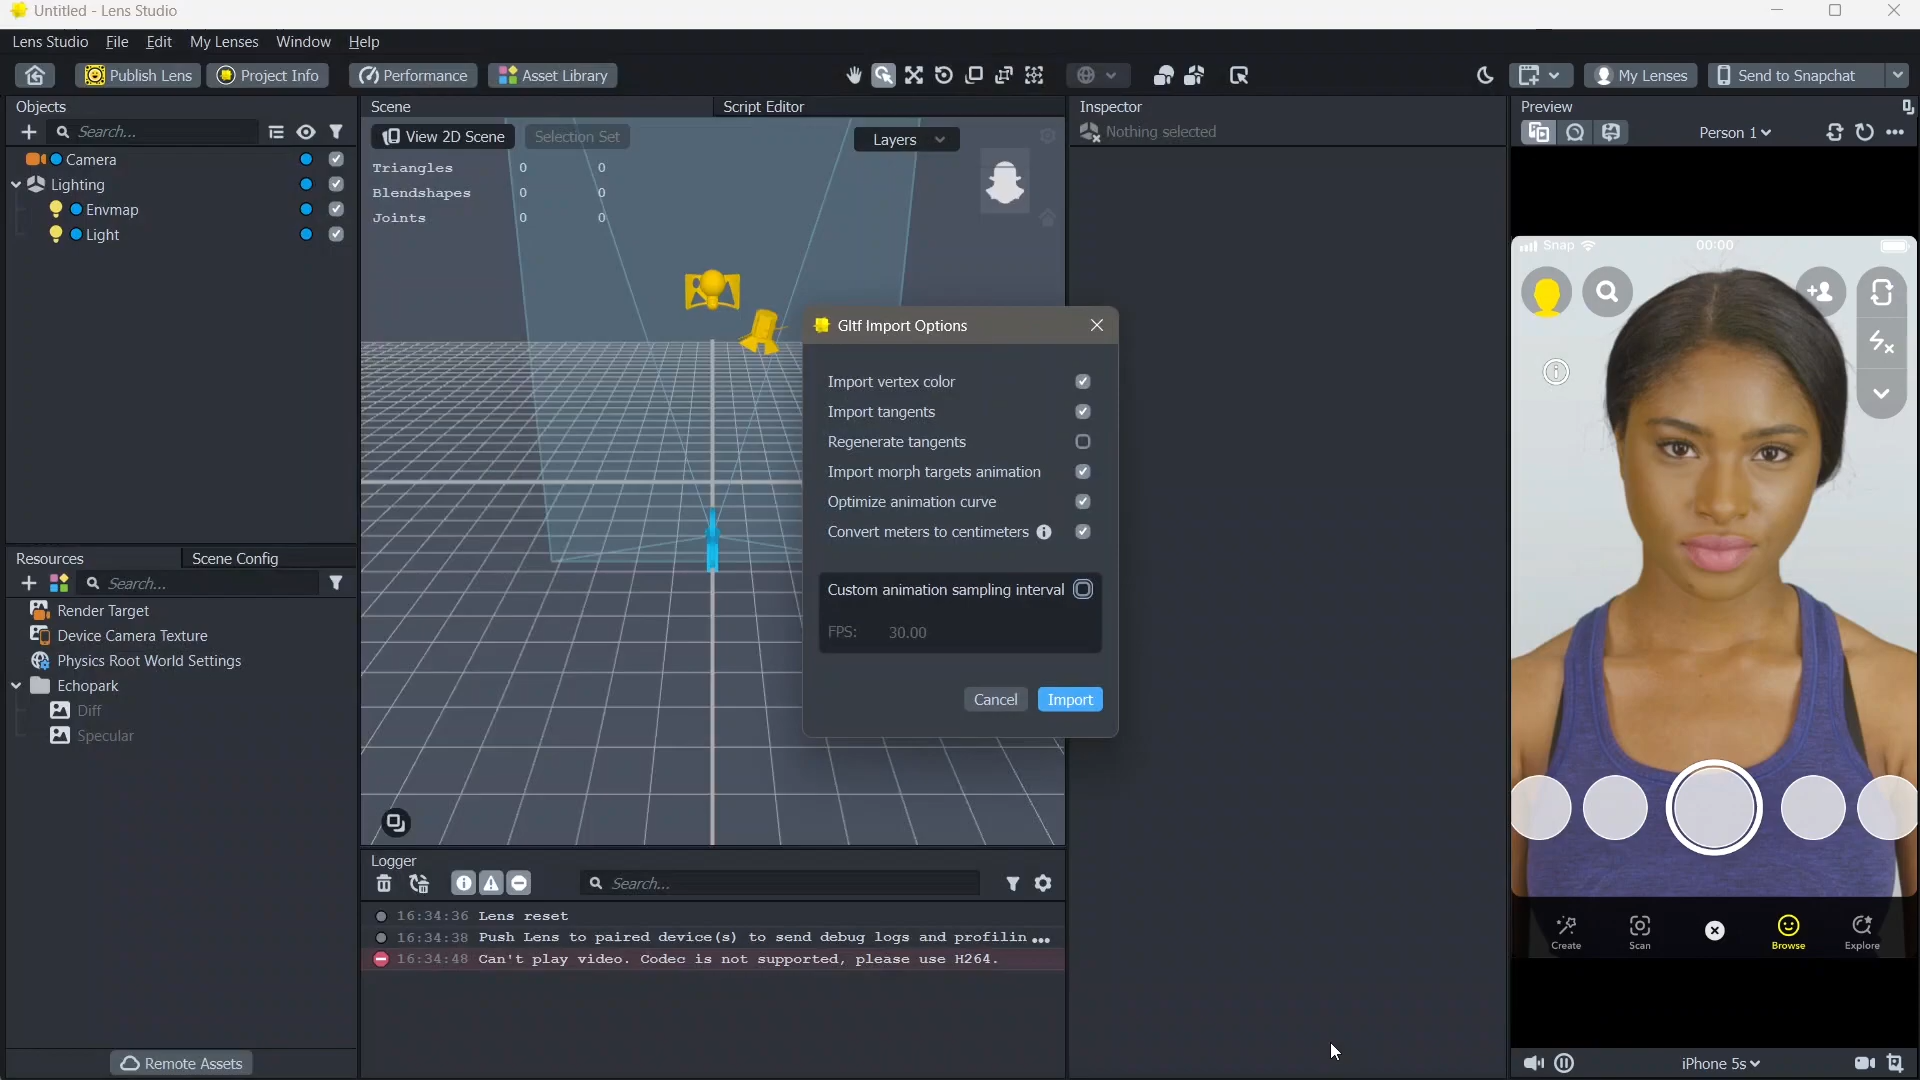 Untitled - Lens Studio
Lens Studio File Edit My Lenses Window Help
Publish Lens Project Info Performance Asset Library My Lenses Send to Snapchat
Objects
Search...
Camera
Lighting
Envmap
Light
Resources Scene Config
Search...
Render Target
Device Camera Texture
Physics Root World Settings
Echopark
Diff
Specular
Remote Assets
Scene Script Editor
View 2D Scene Selection Set Layers
Triangles 0 0
Blendshapes 0 0
Joints 0 0
Gltf Import Options
Import vertex color
Import tangents
Regenerate tangents
Import morph targets animation
Optimize animation curve
Convert meters to centimeters
Custom animation sampling interval
FPS: 30.00
Cancel Import
Logger
Search...
16:34:36 Lens reset
16:34:38 Push Lens to paired device(s) to send debug logs and profilin...
16:34:48 Can't play video. Codec is not supported, please use H264.
Inspector
Nothing selected
Preview
Person 1
Snap 00:00
Create Scan Browse Explore
iPhone 5s